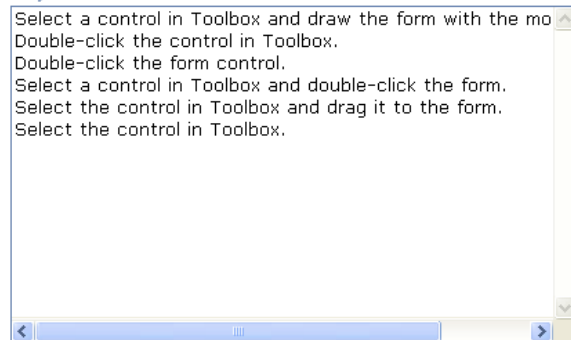 Select a control in Toolbox and draw the form with the mo
Double-click the control in Toolbox.
Double-click the form control.
Select a control in Toolbox and double-click the form.
Select the control in Toolbox and drag it to the form.
Select the control in Toolbox.